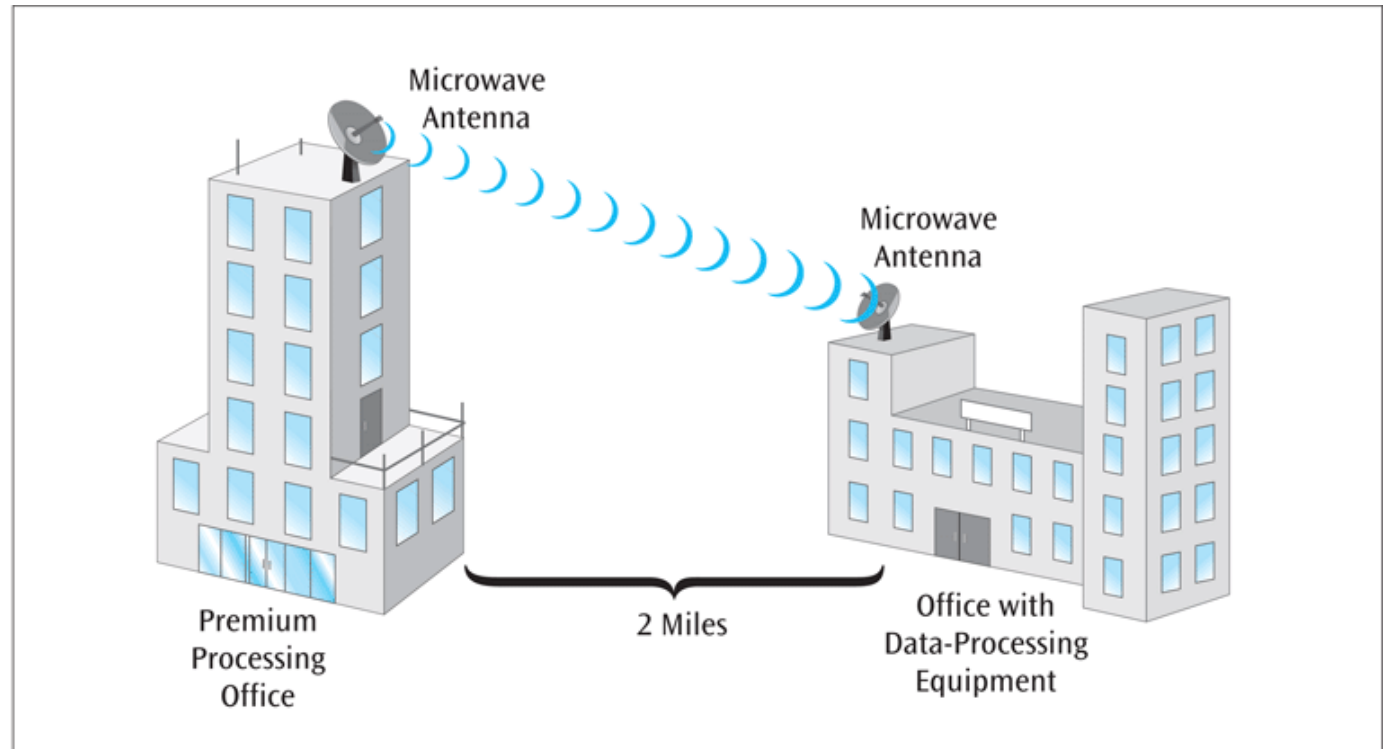 Microwave
Antenna
Microwave
Antenna
Premium
Processing
Office
2 Miles
Office with
Data-Processing
Equipment